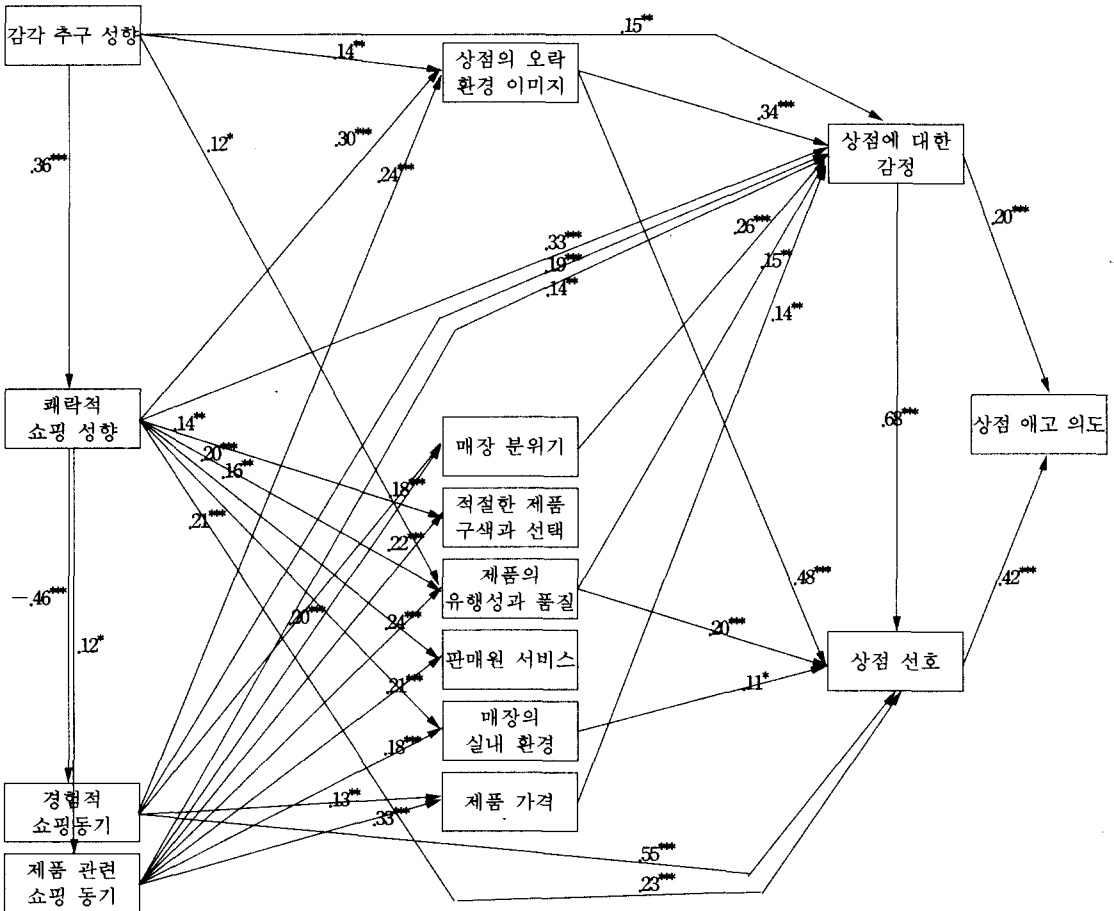 감각 추구 성향
.15**
.14**
상점의 오락
환경 이미지
.34***
.12*
.30***
.24***
상점에 대한
감정
.36***
.33***
.19***
.14**
.26***
.15**
.14**
.20***
쾌락적
쇼핑 성향
.14**
.20***
.16**
.21***
.18***
매장 분위기
.68***
상점 애고 의도
적절한 제품
구색과 선택
.22***
제품의
유행성과 품질
.48***
.42***
-.46***
.12*
.20***
.24***
.20***
판매원 서비스
.21***
상점 선호
.11*
매장의
실내 환경
.18***
경험적
쇼핑동기
.13**
.33***
제품 가격
제품 관련
쇼핑 동기
.55***
.23***